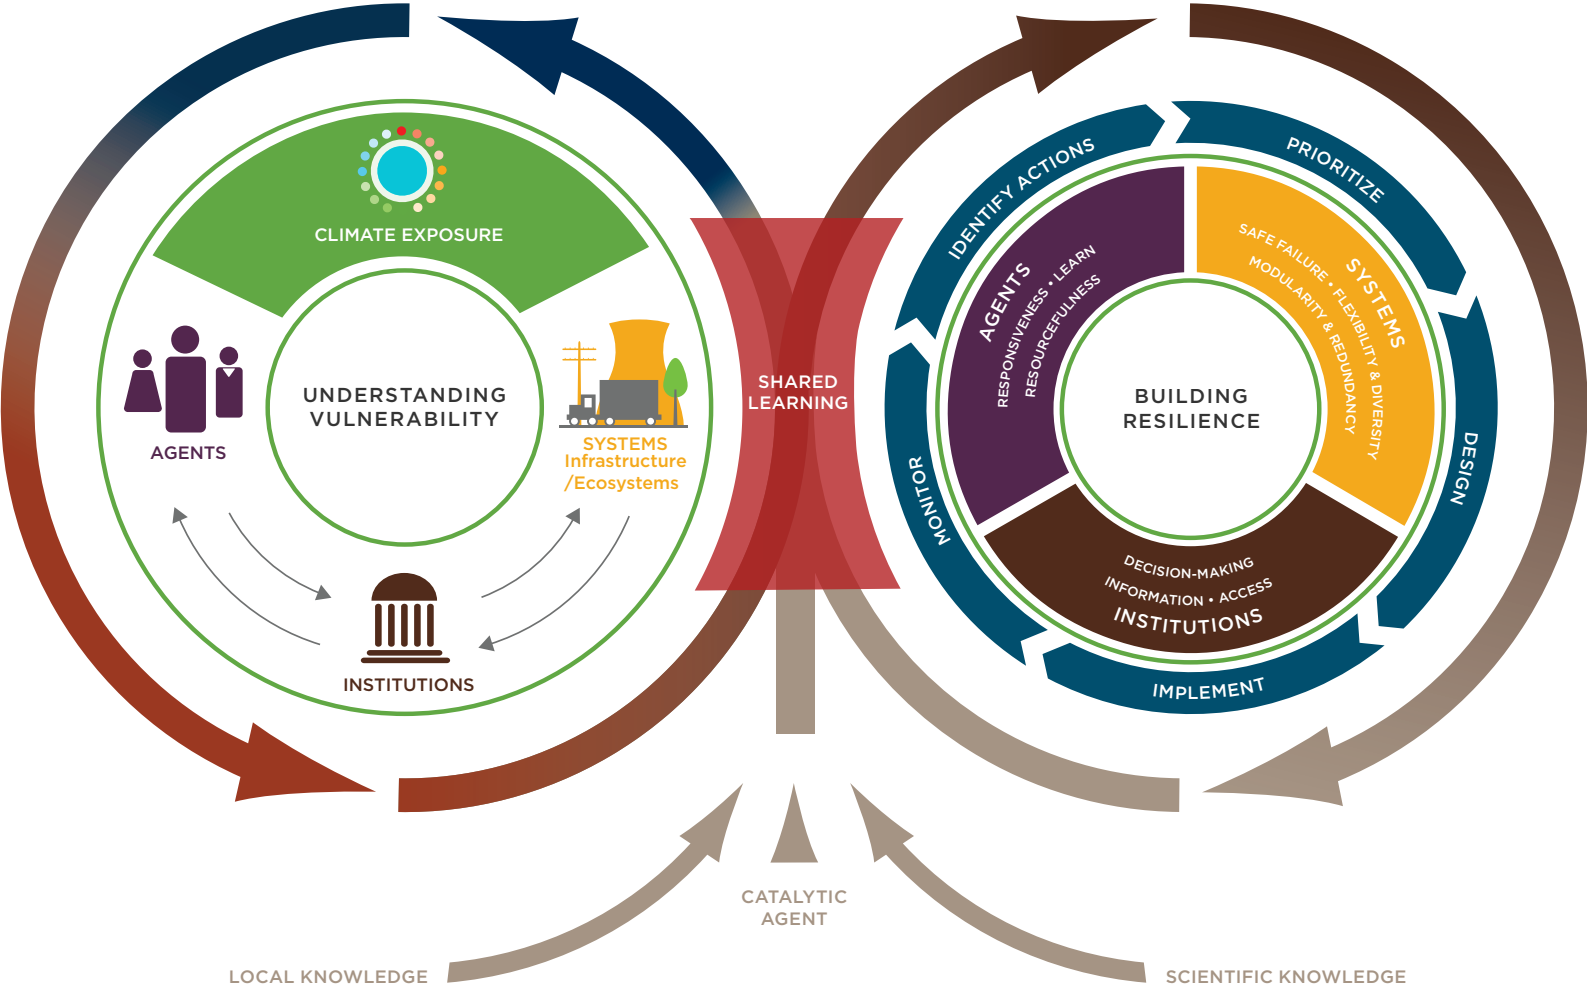 CLIMATE EXPOSURE
UNDERSTANDING
VULNERABILITY
AGENTS
SYSTEMS
Infrastructure
/Ecosystems
INSTITUTIONS
SHARED
LEARNING
IDENTIFY ACTIONS
PRIORITIZE
DESIGN
IMPLEMENT
MONITOR
AGENTS
RESPONSIVENESS • LEARN
RESOURCEFULNESS
SYSTEMS
SAFE FAILURE • FLEXIBILITY & DIVERSITY
MODULARITY & REDUNDANCY
BUILDING
RESILIENCE
DECISION-MAKING
INFORMATION • ACCESS
INSTITUTIONS
CATALYTIC
AGENT
LOCAL KNOWLEDGE
SCIENTIFIC KNOWLEDGE